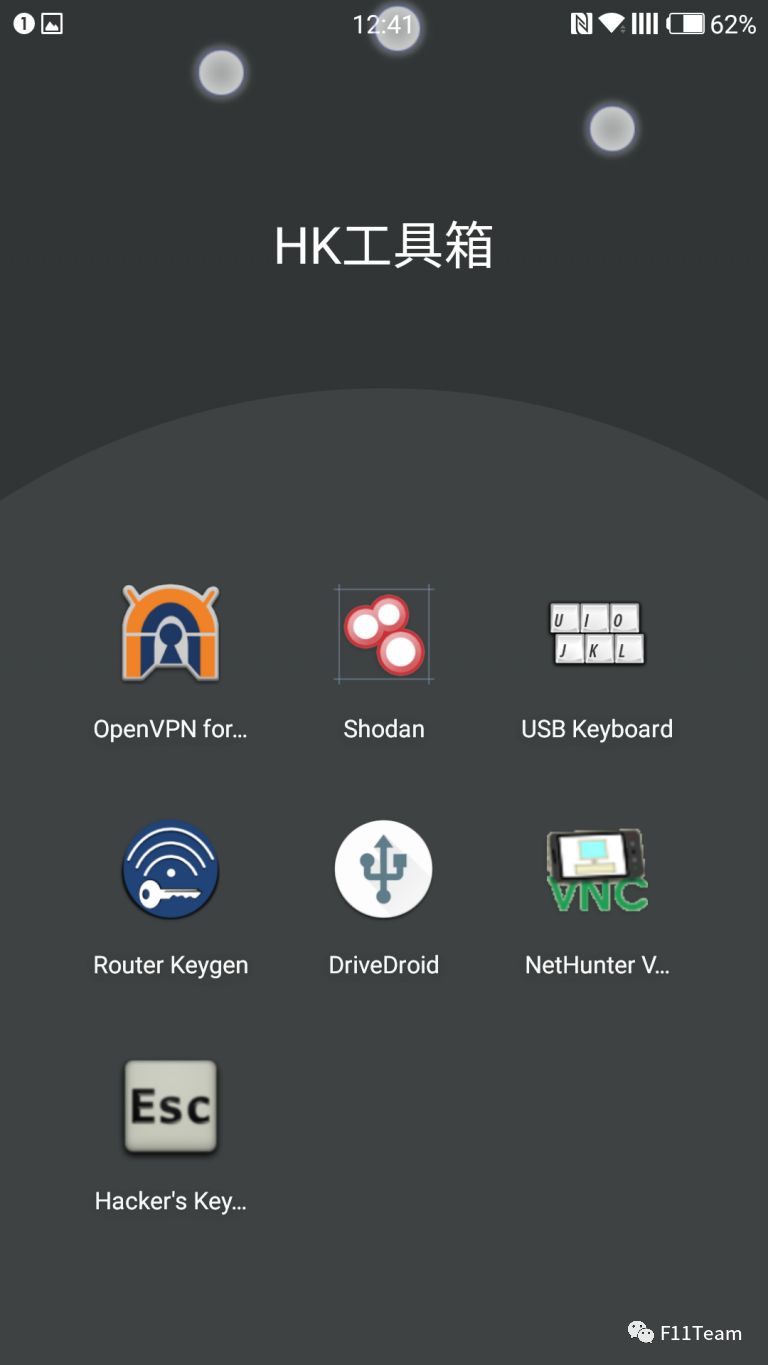 1 12:41 62%
HK工具箱
U I O
J K L
OpenVPN for... Shodan USB Keyboard
VNC
Router Keygen DriveDroid NetHunter V...
Esc
Hacker's Key...
F11Team